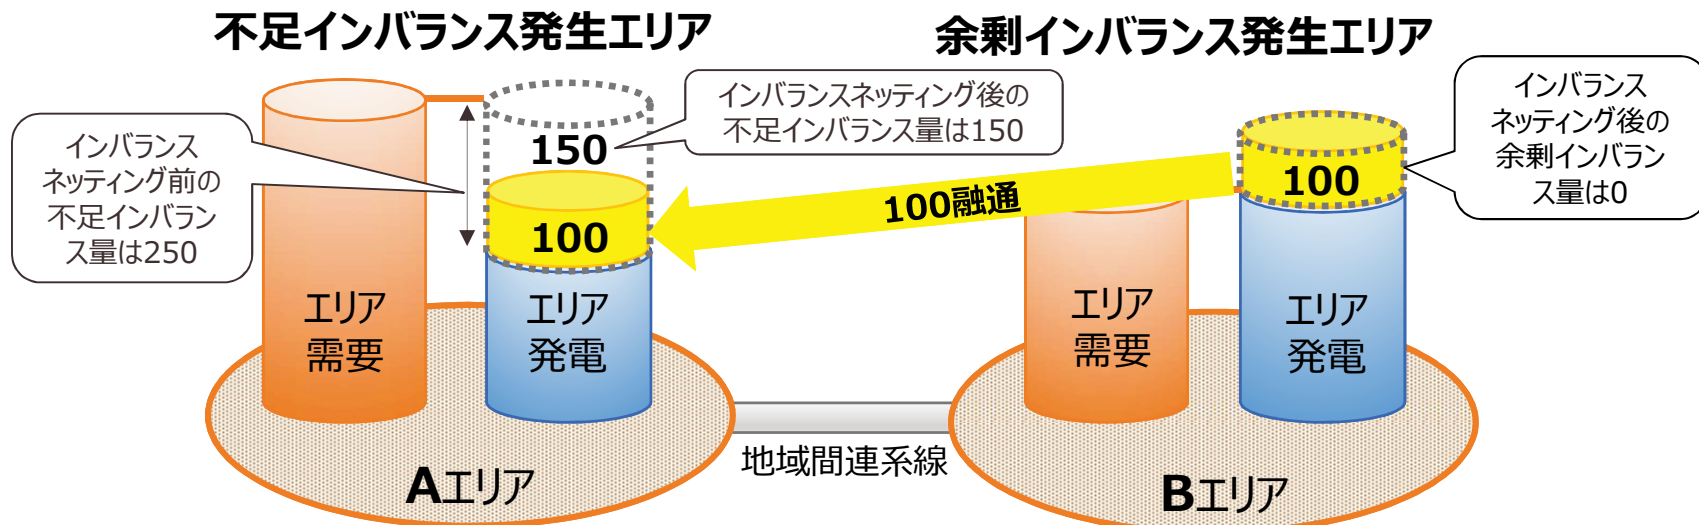 不足インバランス発生エリア
余剰インバランス発生エリア
インバランス
ネッティング前の
不足インバラン
ス量は250
150
100
インバランスネッティング後の
不足インバランス量は150
100融通
100
インバランス
ネッティング後の
余剰インバラン
ス量は0
エリア
需要
エリア
発電
エリア
需要
エリア
発電
地域間連系線
Aエリア
Bエリア